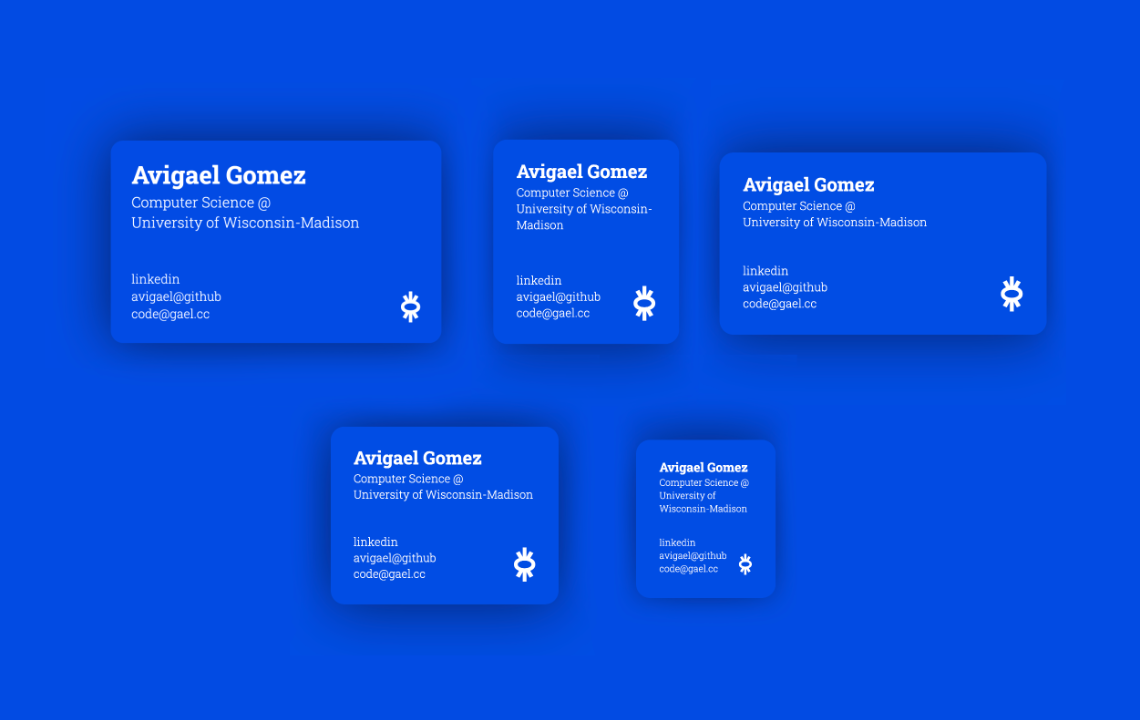 Avigael Gomez
Computer Science @
University of Wisconsin-Madison
linkedin
avigael@github
code@gael.cc
Avigael Gomez
Computer Science @
University of Wisconsin-
Madison
linkedin
avigael@github
code@gael.cc
Avigael Gomez
Computer Science @
University of Wisconsin-Madison
linkedin
avigael@github
code@gael.cc
Avigael Gomez
Computer Science @
University of Wisconsin-Madison
linkedin
avigael@github
code@gael.cc
Avigael Gomez
Computer Science @
University of
Wisconsin-Madison
linkedin
avigael@github
code@gael.cc